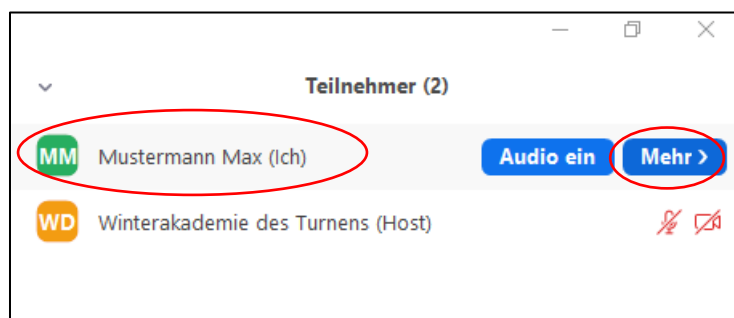 Teilnehmer (2)
MM Mustermann Max (Ich) Audio ein Mehr >
WD Winterakademie des Turnens (Host)